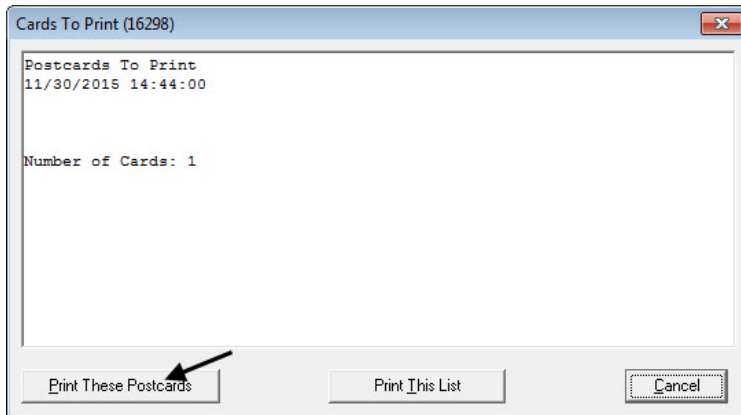 Cards To Print (16298)
Postcards To Print
11/30/2015 14:44:00
Number of Cards: 1
Print These Postcards
Print This List
Cancel